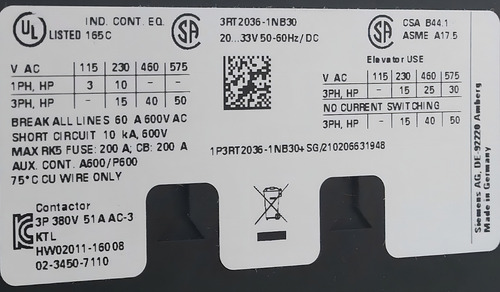 UL
LISTED 165C
IND. CONT. EQ.
SA
3RT2036-1NB30
20...33V 50-60Hz/DC
SA
CSA B44.1
ASME A17.5
V AC 115 230 460 575
1PH, HP 3 10 - -
3PH, HP - 15 40 50
BREAK ALL LINES 60 A 600V AC
SHORT CIRCUIT 10 kA, 600V
MAX RK5 FUSE: 200 A; CB: 200 A
AUX. CONT. A600/P600
75°C CU WIRE ONLY
Elevator USE
V AC 115 230 460 575
3PH, HP - 15 25 30
NO CURRENT SWITCHING
3PH, HP - 15 40 50
1P3RT2036-1NB30+SG/210206631948
Siemens AG, DE-92220 Amberg
Made in Germany
Contactor
3P 380V 51A AC-3
KTL
HW02011-16008
02-3450-7110